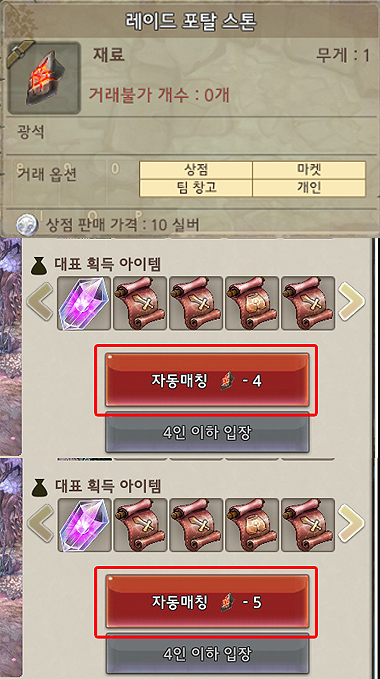 레이드 포탈 스톤
재료
무게 : 1
거래불가 개수 : 0개
광석
거래 옵션
상점
마켓
팀 창고
개인
상점 판매 가격 : 10 실버
대표 획득 아이템
자동매칭 - 4
4인 이하 입장
대표 획득 아이템
자동매칭 - 5
4인 이하 입장